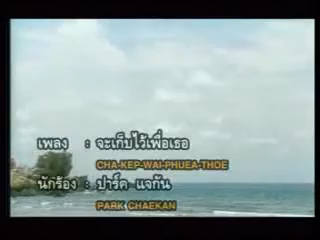 เพลง : จะเก็บไว้เพื่อเธอ
CHA-KEP-WAI-PHUEA-THOE
นักร้อง : ปาร์ค แจกัน
PARK CHAEKAN